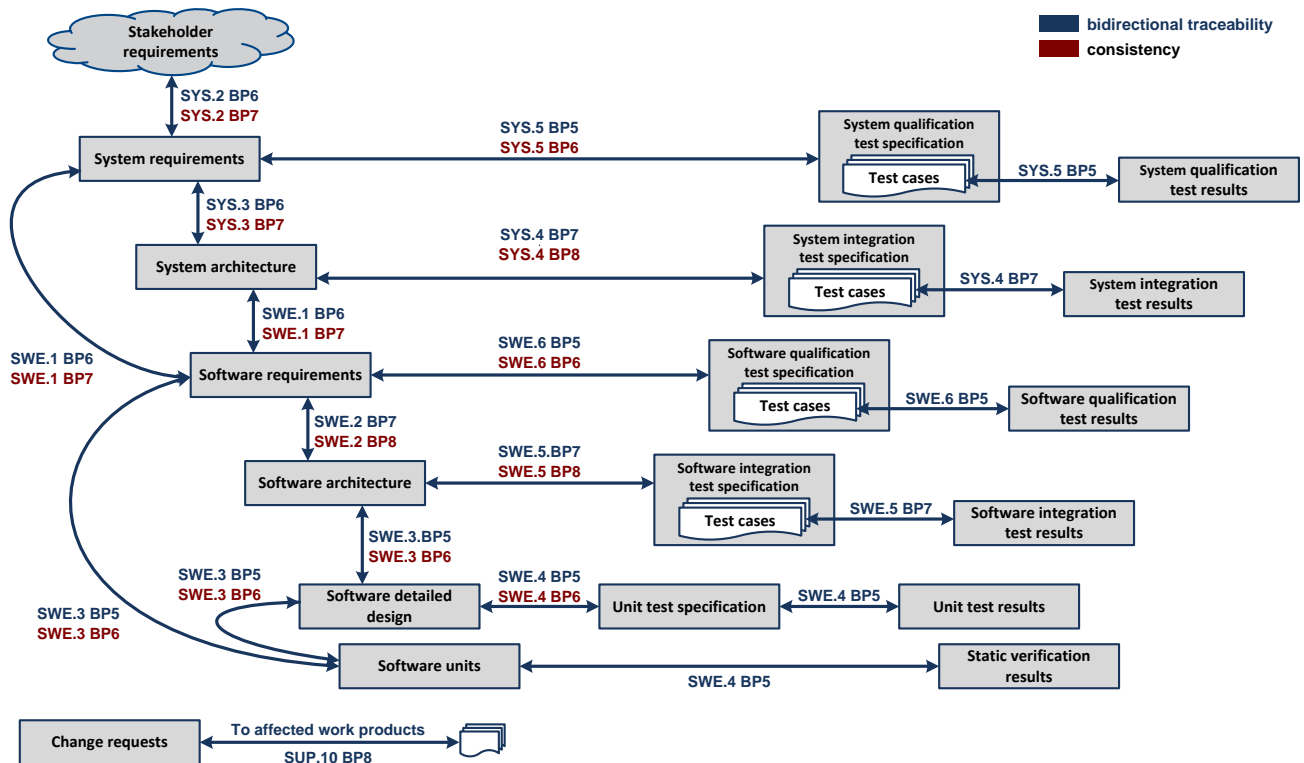 Stakeholder
requirements
bidirectional traceability
consistency
SYS.2 BP6
SYS.2 BP7
System requirements
SYS.5 BP5
SYS.5 BP6
System qualification
test specification
Test cases
SYS.5 BP5
System qualification
test results
SYS.3 BP6
SYS.3 BP7
System architecture
SYS.4 BP7
SYS.4 BP8
System integration
test specification
Test cases
SYS.4 BP7
System integration
test results
SWE.1 BP6
SWE.1 BP7
SWE.1 BP6
SWE.1 BP7
Software requirements
SWE.6 BP5
SWE.6 BP6
Software qualification
test specification
Test cases
SWE.6 BP5
Software qualification
test results
SWE.2 BP7
SWE.2 BP8
Software architecture
SWE.5.BP7
SWE.5 BP8
Software integration
test specification
Test cases
SWE.5 BP7
Software integration
test results
SWE.3.BP5
SWE.3 BP6
SWE.3 BP5
SWE.3 BP6
Software detailed
design
SWE.4 BP5
SWE.4 BP6
Unit test specification
SWE.4 BP5
Unit test results
SWE.3 BP5
SWE.3 BP6
Software units
SWE.4 BP5
Static verification
results
Change requests
To affected work products
SUP.10 BP8